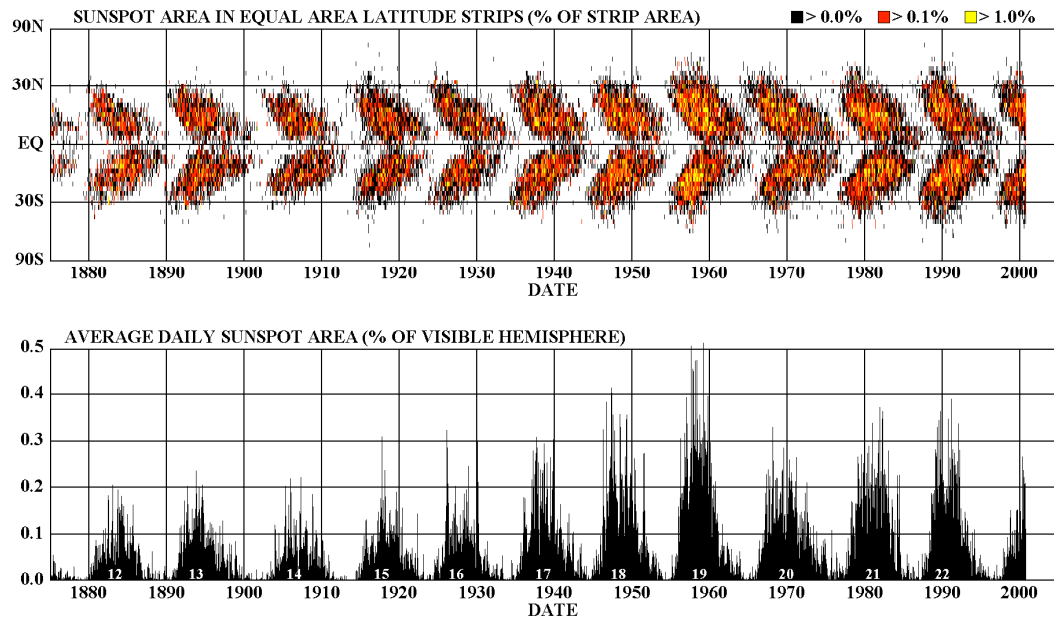 SUNSPOT AREA IN EQUAL AREA LATITUDE STRIPS (% OF STRIP AREA) > 0.0% > 0.1% > 1.0%
90N
30N
EQ
30S
90S
1880 1890 1900 1910 1920 1930 1940 1950 1960 1970 1980 1990 2000
DATE
AVERAGE DAILY SUNSPOT AREA (% OF VISIBLE HEMISPHERE)
0.5
0.4
0.3
0.2
0.1
0.0
12 13 14 15 16 17 18 19 20 21 22
1880 1890 1900 1910 1920 1930 1940 1950 1960 1970 1980 1990 2000
DATE